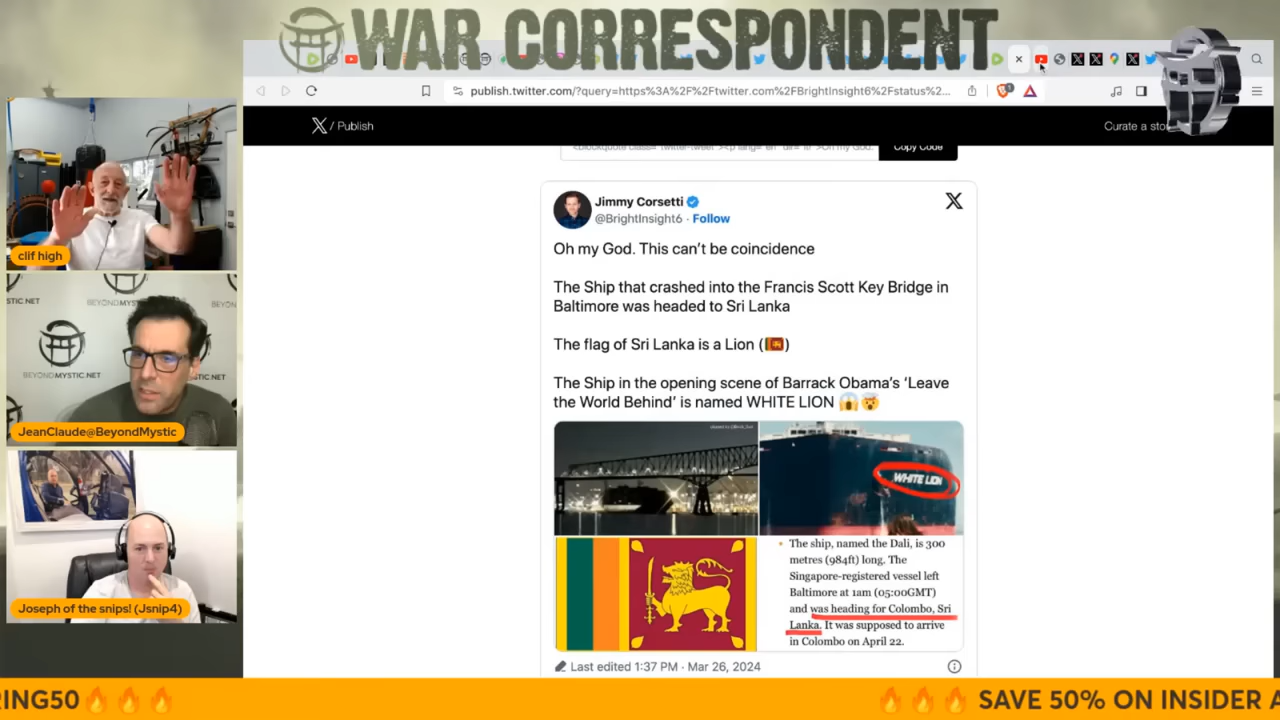 WAR CORRESPONDENT
publish.twitter.com/?query=https%3A%2F%2Ftwitter.com%2FBrightInsight6%2Fstatus%2...
X / Publish
Curate a sto
Copy Code
Jimmy Corsetti
@BrightInsight6 · Follow
Oh my God. This can't be coincidence
The Ship that crashed into the Francis Scott Key Bridge in
Baltimore was headed to Sri Lanka
The flag of Sri Lanka is a Lion (🇱🇰)
The Ship in the opening scene of Barrack Obama's 'Leave
the World Behind' is named WHITE LION 😱🤯
WHITE LION
• The ship, named the Dali, is 300
metres (984ft) long. The
Singapore-registered vessel left
Baltimore at 1am (05:00GMT)
and was heading for Colombo, Sri
Lanka. It was supposed to arrive
in Colombo on April 22.
Last edited 1:37 PM · Mar 26, 2024
clif high
STIC.NET
BEYONDMYS
BEYON
BEYONDMYSTIC.NET
TIC.NET
JeanClaude@BeyondMystic
Joseph of the snips! (Jsnip4)
RING50🔥🔥🔥
🔥🔥🔥 SAVE 50% ON INSIDER A